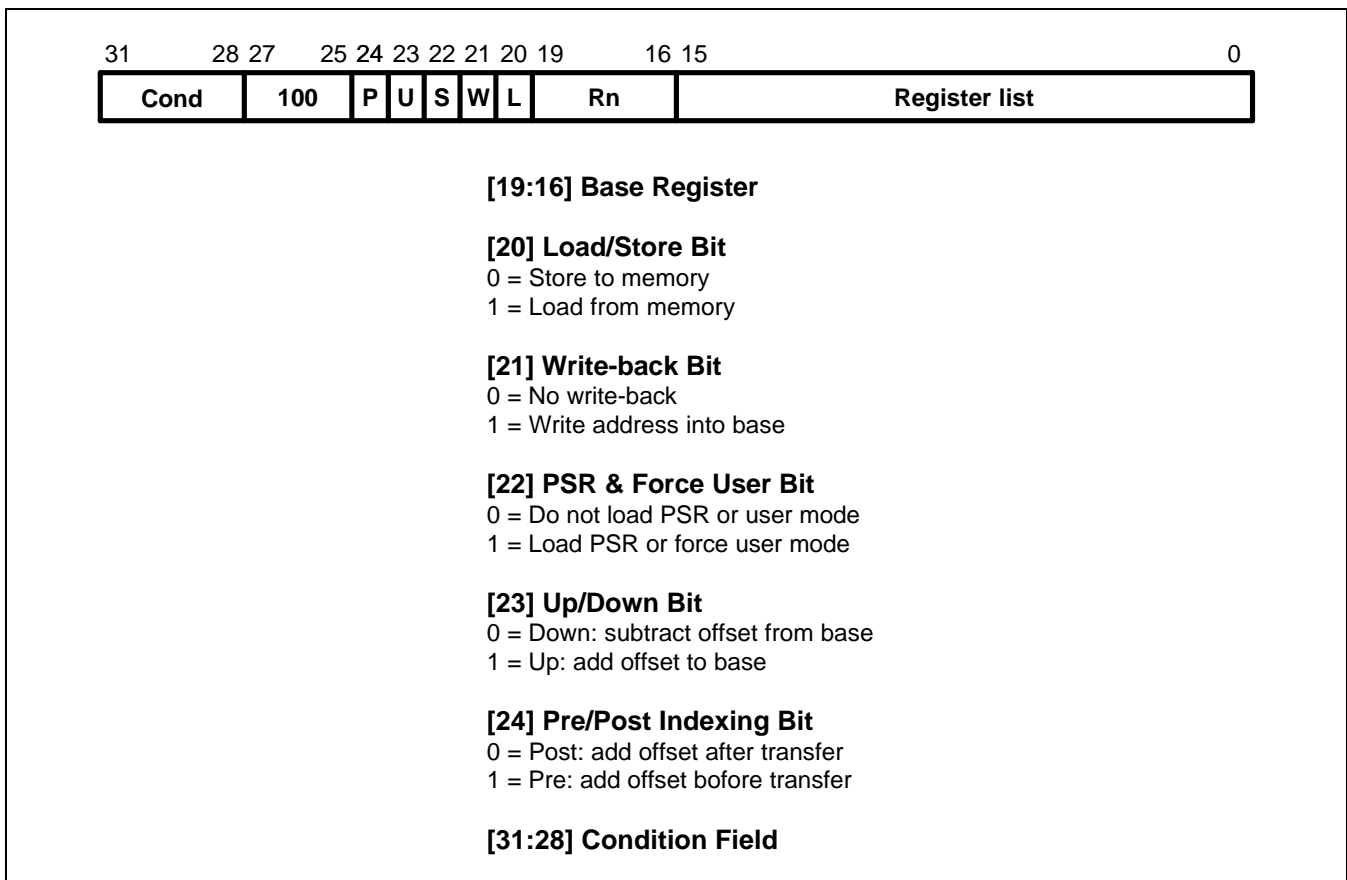 31 28 27 25 24 23 22 21 20 19 16 15 0
Cond 100 P U S W L Rn Register list
[19:16] Base Register
[20] Load/Store Bit
0 = Store to memory
1 = Load from memory
[21] Write-back Bit
0 = No write-back
1 = Write address into base
[22] PSR & Force User Bit
0 = Do not load PSR or user mode
1 = Load PSR or force user mode
[23] Up/Down Bit
0 = Down: subtract offset from base
1 = Up: add offset to base
[24] Pre/Post Indexing Bit
0 = Post: add offset after transfer
1 = Pre: add offset bofore transfer
[31:28] Condition Field